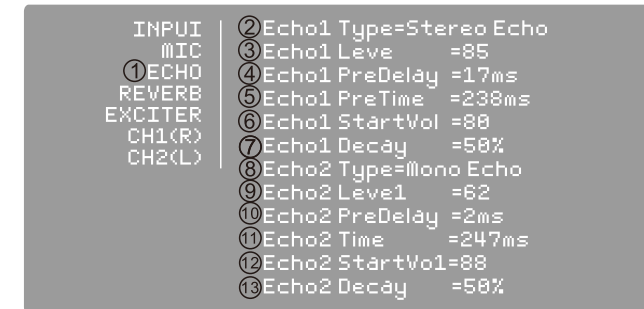 INPUI
MIC
①ECHO
REVERB
EXCITER
CH1(R)
CH2(L)
②Echo1 Type=Stereo Echo
③Echo1 Leve =85
④Echo1 PreDelay =17ms
⑤Echo1 PreTime =238ms
⑥Echo1 StartVol =80
⑦Echo1 Decay =50%
⑧Echo2 Type=Mono Echo
⑨Echo2 Leve1 =62
⑩Echo2 PreDelay =2ms
⑪Echo2 Time =247ms
⑫Echo2 StartVo1=88
⑬Echo2 Decay =50%